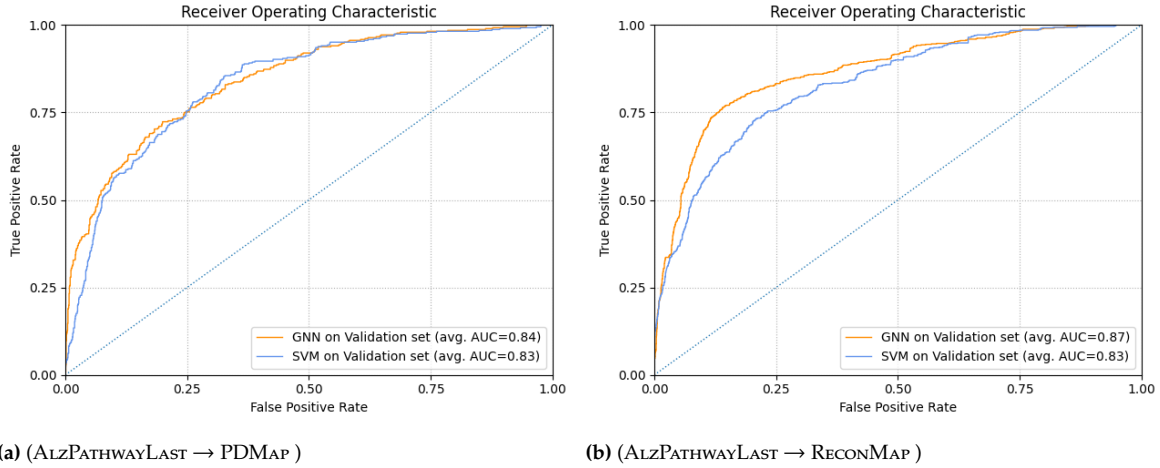 Receiver Operating Characteristic
1.00
0.75
0.50
0.25
0.00
True Positive Rate
GNN on Validation set (avg. AUC=0.84)
SVM on Validation set (avg. AUC=0.83)
0.00 0.25 0.50 0.75 1.00
False Positive Rate
(a) (AlzPathwayLast → PDMap )
Receiver Operating Characteristic
1.00
0.75
0.50
0.25
0.00
True Positive Rate
GNN on Validation set (avg. AUC=0.87)
SVM on Validation set (avg. AUC=0.83)
0.00 0.25 0.50 0.75 1.00
False Positive Rate
(b) (AlzPathwayLast → ReconMap )